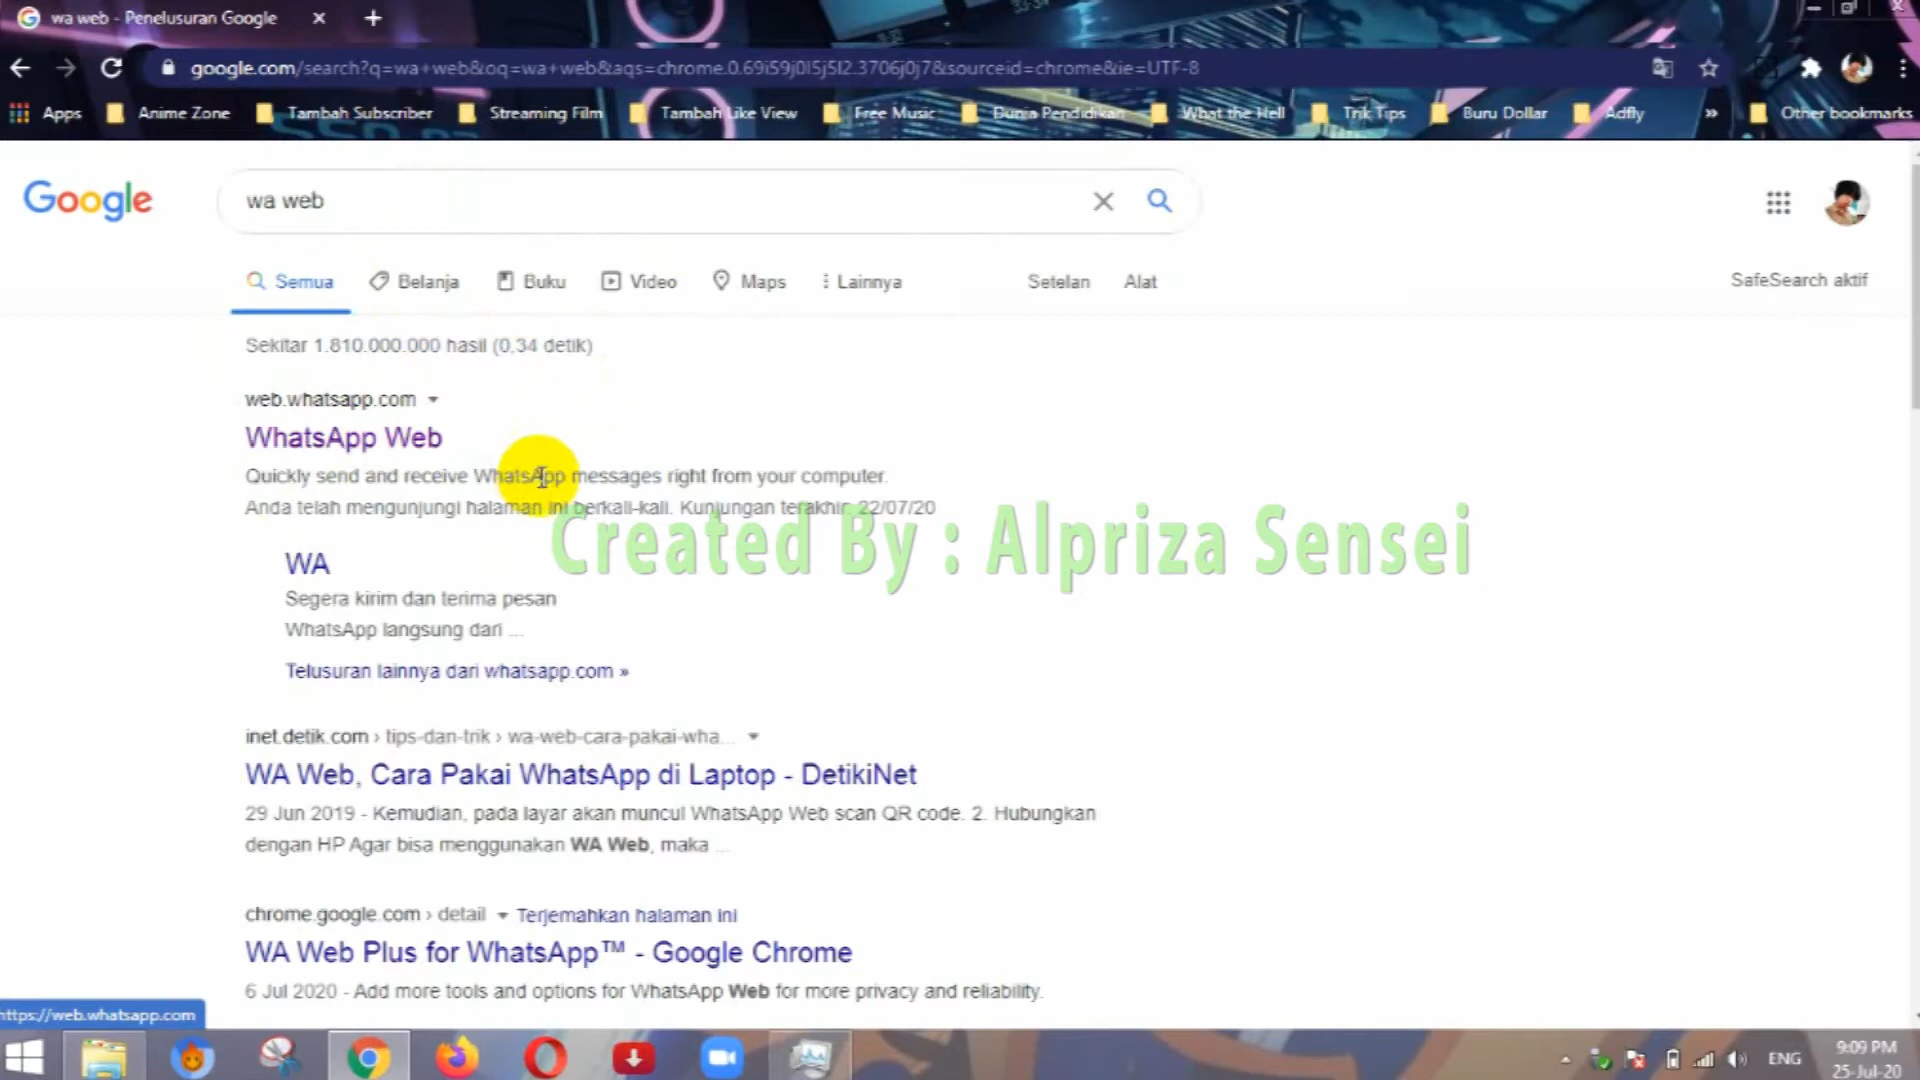 wa web - Penelusuran Google
google.com/search?q=wa+web&oq=wa+web&aqs=chrome.0.69i59j0l5j5l2.3706j0j7&sourceid=chrome&ie=UTF-8
Apps Anime Zone Tambah Subscriber Streaming Film Tambah Like View Free Music Dunia Pendidikan What the Hell Trik Tips Buru Dollar Adfly » Other bookmarks
Google wa web
Semua Belanja Buku Video Maps Lainnya Setelan Alat SafeSearch aktif
Sekitar 1.810.000.000 hasil (0,34 detik)
web.whatsapp.com
WhatsApp Web
Quickly send and receive WhatsApp messages right from your computer.
Anda telah mengunjungi halaman ini berkali-kali. Kunjungan terakhir: 22/07/20
Created By : Alpriza Sensei
WA
Segera kirim dan terima pesan
WhatsApp langsung dari ...
Telusuran lainnya dari whatsapp.com »
inet.detik.com › tips-dan-trik › wa-web-cara-pakai-wha...
WA Web, Cara Pakai WhatsApp di Laptop - DetikiNet
29 Jun 2019 - Kemudian, pada layar akan muncul WhatsApp Web scan QR code. 2. Hubungkan
dengan HP Agar bisa menggunakan WA Web, maka ...
chrome.google.com › detail Terjemahkan halaman ini
WA Web Plus for WhatsApp™ - Google Chrome
6 Jul 2020 - Add more tools and options for WhatsApp Web for more privacy and reliability.
https://web.whatsapp.com
ENG
9:09 PM
25-Jul-20